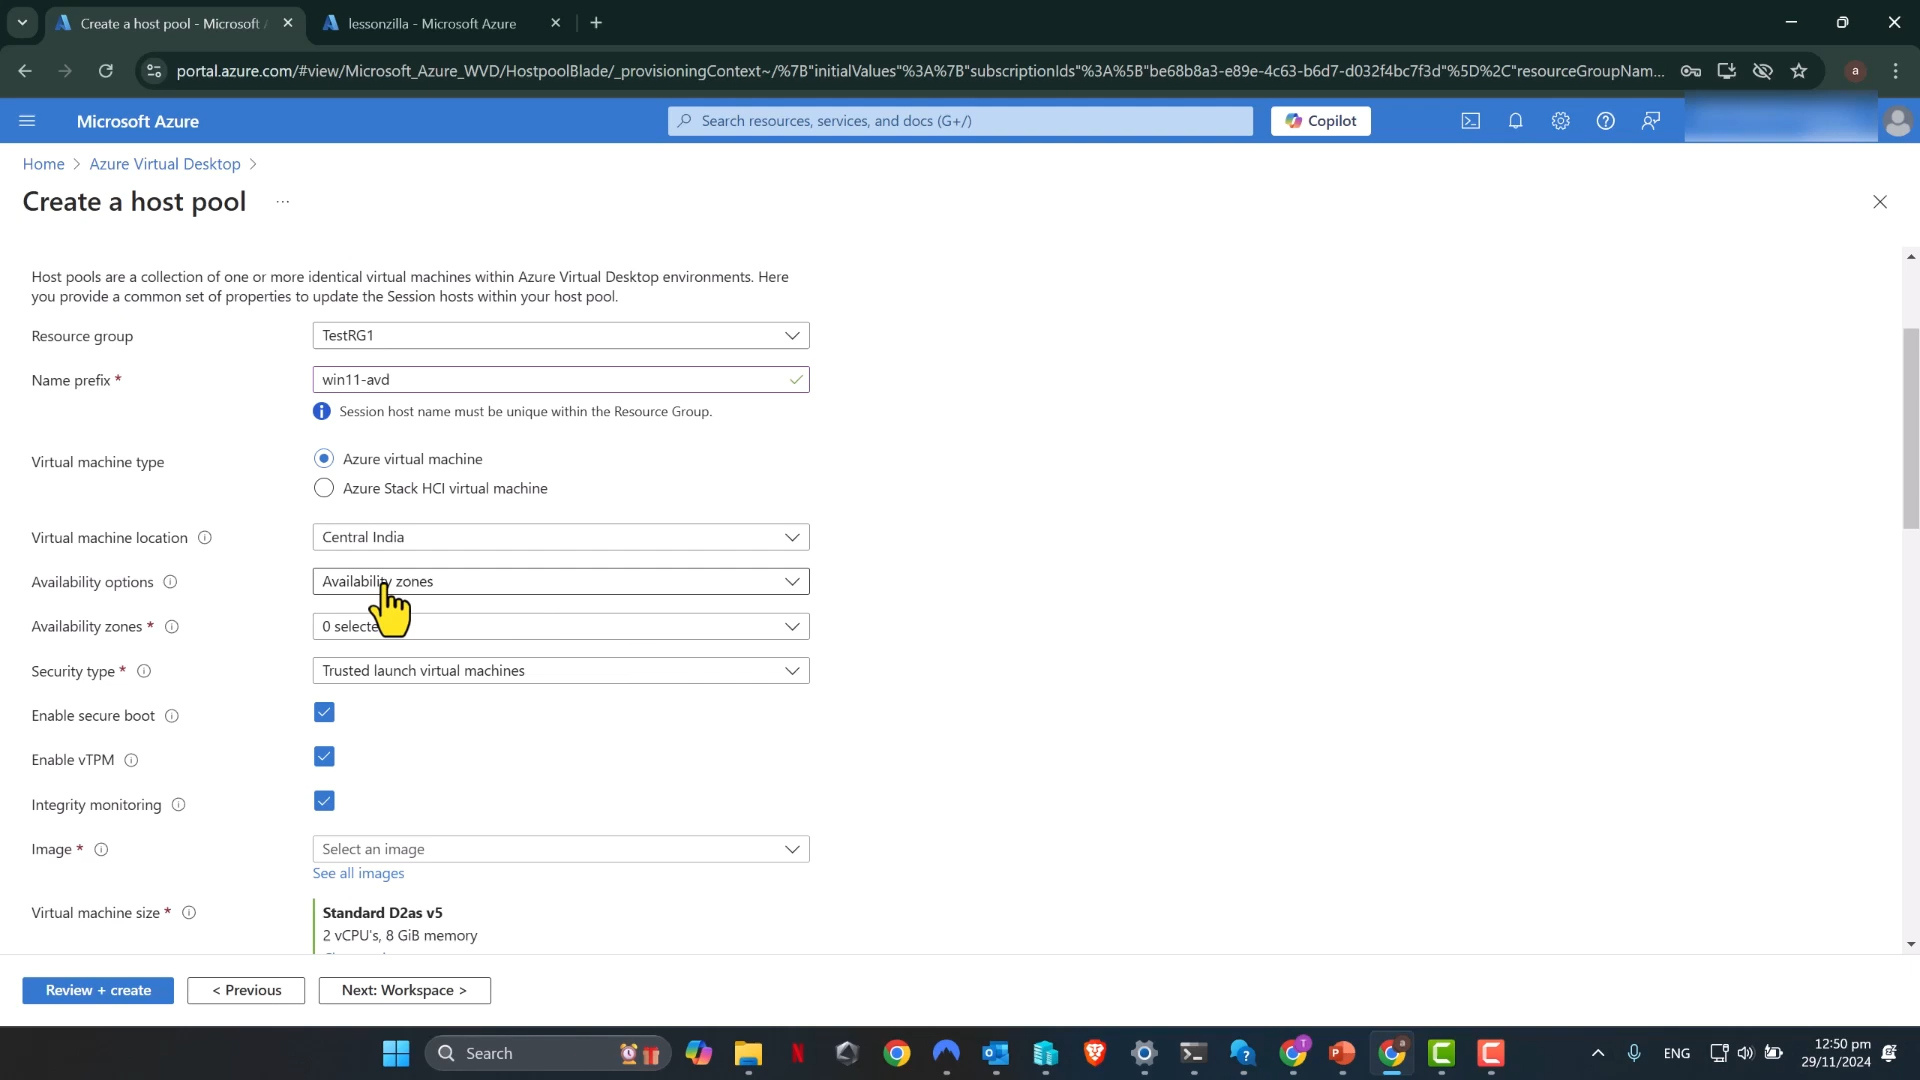 Create a host pool - Microsoft A
lessonzilla - Microsoft Azure
portal.azure.com/#view/Microsoft_Azure_WVD/HostpoolBlade/_provisioningContext~/%7B"initialValues"%3A%7B"subscriptionIds"%3A%5B"be68b8a3-e89e-4c63-b6d7-d032f4bc7f3d"%5D%2C"resourceGroupNam...
a
Microsoft Azure
Search resources, services, and docs (G+/)
Copilot
Home > Azure Virtual Desktop >
Create a host pool ...
Host pools are a collection of one or more identical virtual machines within Azure Virtual Desktop environments. Here
you provide a common set of properties to update the Session hosts within your host pool.
Resource group
TestRG1
Name prefix *
win11-avd
Session host name must be unique within the Resource Group.
Virtual machine type
Azure virtual machine
Azure Stack HCI virtual machine
Virtual machine location
Central India
Availability options
Availability zones
Availability zones *
0 selecte
Security type *
Trusted launch virtual machines
Enable secure boot
Enable vTPM
Integrity monitoring
Image *
Select an image
See all images
Virtual machine size *
Standard D2as v5
2 vCPU's, 8 GiB memory
Review + create
< Previous
Next: Workspace >
Search
ENG
12:50 pm
29/11/2024